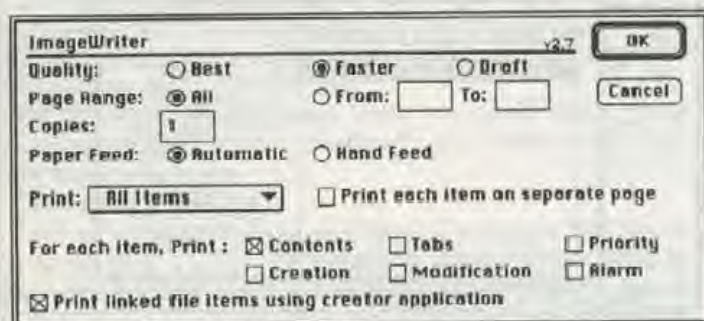 ImageWriter v2.7 OK
Quality: Best Faster Draft
Page Range: All From: To: Cancel
Copies: 1
Paper Feed: Automatic Hand Feed
Print: All Items Print each item on separate page
For each item, Print : Contents Tabs Priority
Creation Modification Alarm
Print linked file items using creator application